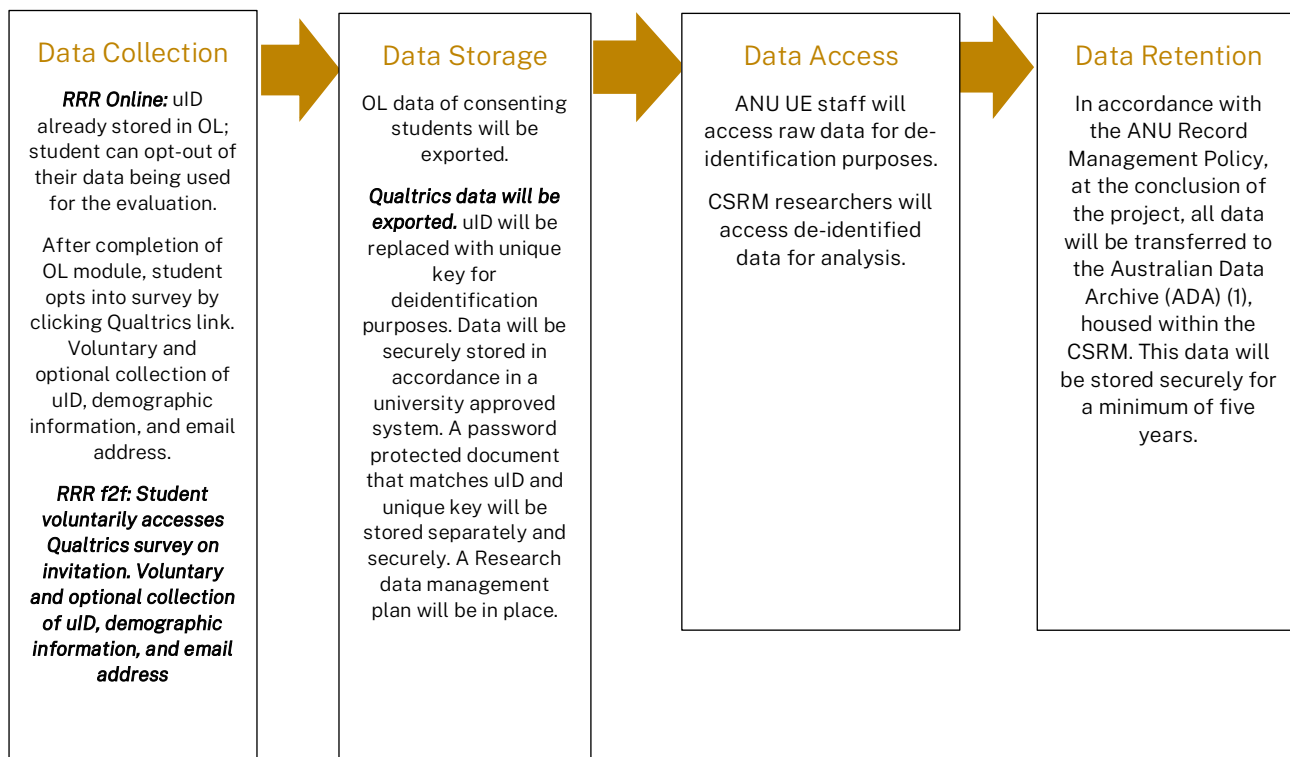 Data Collection
RRR Online: uID
already stored in OL;
student can opt-out of
their data being used
for the evaluation.
After completion of
OL module, student
opts into survey by
clicking Qualtrics link.
Voluntary and
optional collection of
uID, demographic
information, and email
address.
RRR f2f: Student
voluntarily accesses
Qualtrics survey on
invitation. Voluntary
and optional collection
of uID, demographic
information, and email
address
Data Storage
OL data of consenting
students will be
exported.
Qualtrics data will be
exported. uID will be
replaced with unique
key for
deidentification
purposes. Data will be
securely stored in
accordance in a
university approved
system. A password
protected document
that matches uID and
unique key will be
stored separately and
securely. A Research
data management
plan will be in place.
Data Access
ANU UE staff will
access raw data for de-
identification purposes.
CSRM researchers will
access de-identified
data for analysis.
Data Retention
In accordance with
the ANU Record
Management Policy,
at the conclusion of
the project, all data
will be transferred to
the Australian Data
Archive (ADA) (1),
housed within the
CSRM. This data will
be stored securely for
a minimum of five
years.